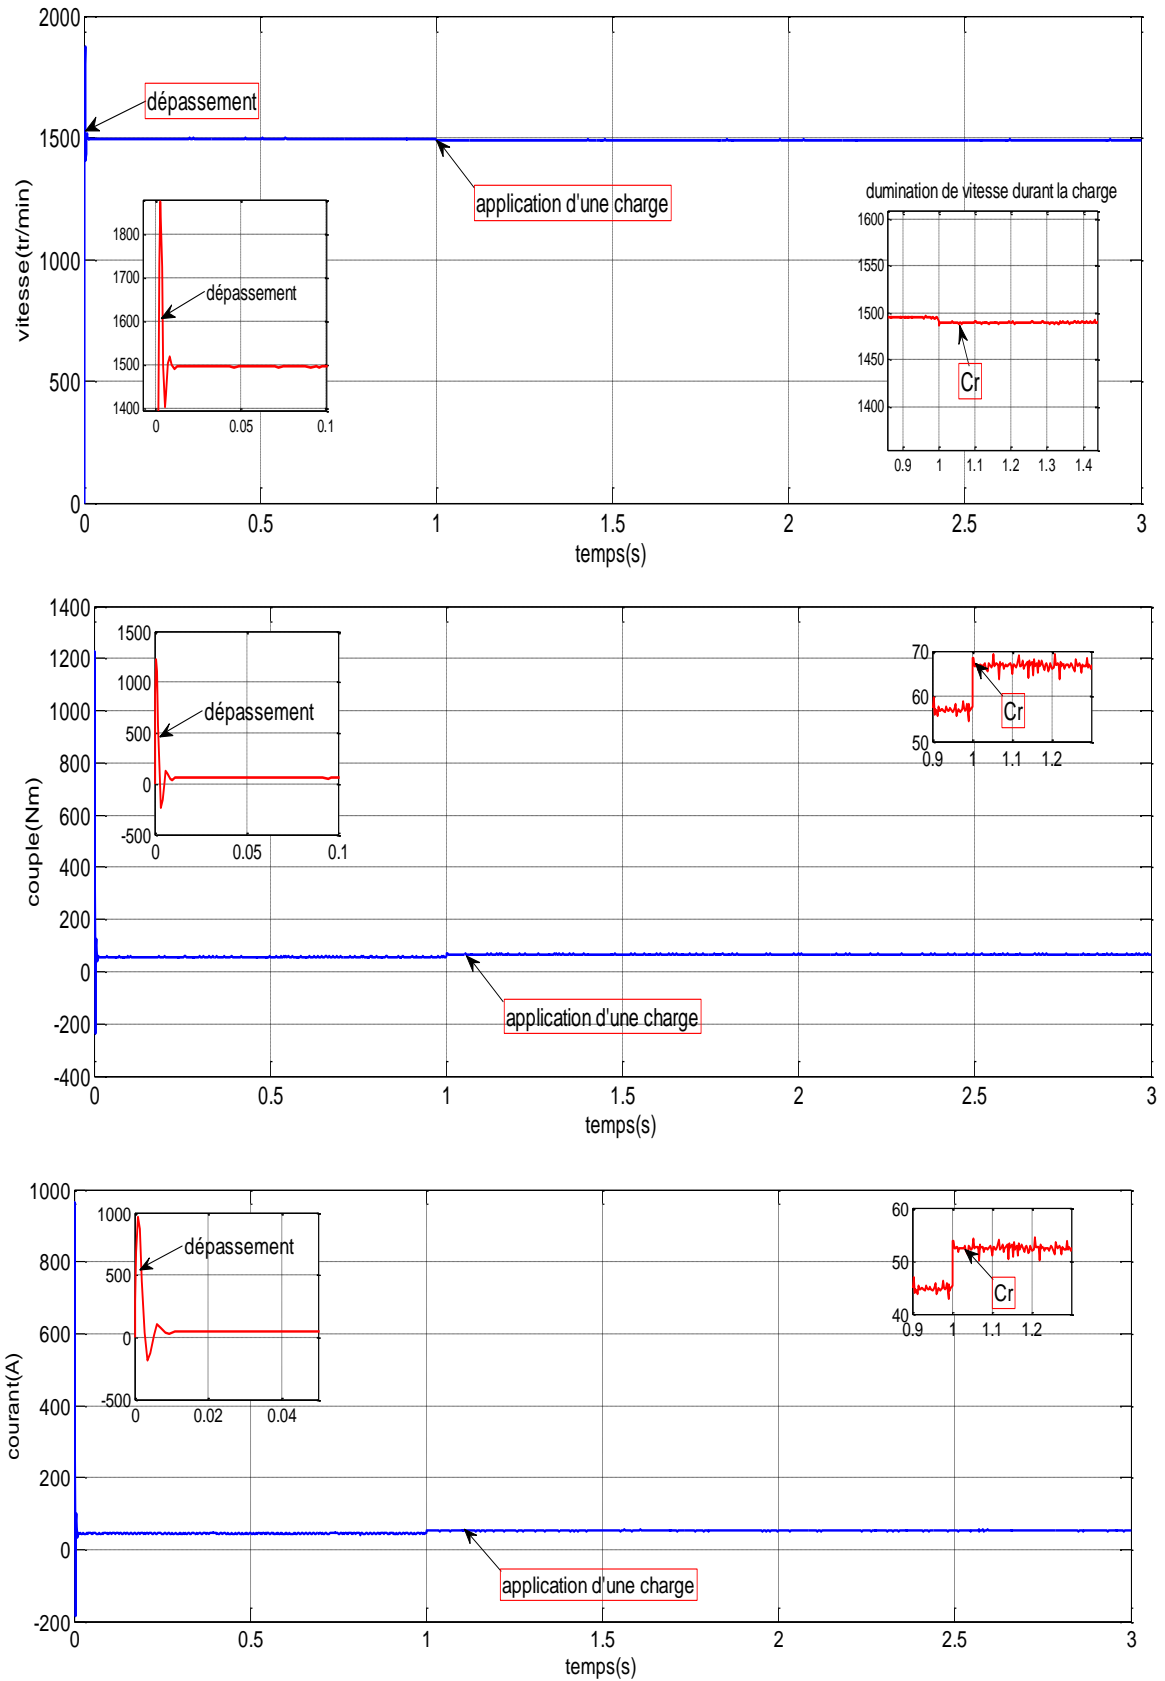 2000
dépassement
1500
application d'une charge
dumination de vitesse durant la charge
vitesse(tr/min)
1800
1700
dépassement
1600
1500
1400
0 0.05 0.1
1600
1550
1500
1450
Cr
1400
0.9 1 1.1 1.2 1.3 1.4
1000
500
0
0 0.5 1 1.5 2 2.5 3
temps(s)
1400
1200
1000
800
600
400
200
0
-200
-400
couple(Nm)
1500
1000
dépassement
500
0
-500
0 0.05 0.1
70
60
Cr
50
0.9 1 1.1 1.2
application d'une charge
0 0.5 1 1.5 2 2.5 3
temps(s)
1000
800
600
400
200
0
-200
courant(A)
1000
dépassement
500
0
-500
0 0.02 0.04
60
50
Cr
40
0.9 1 1.1 1.2
application d'une charge
0 0.5 1 1.5 2 2.5 3
temps(s)